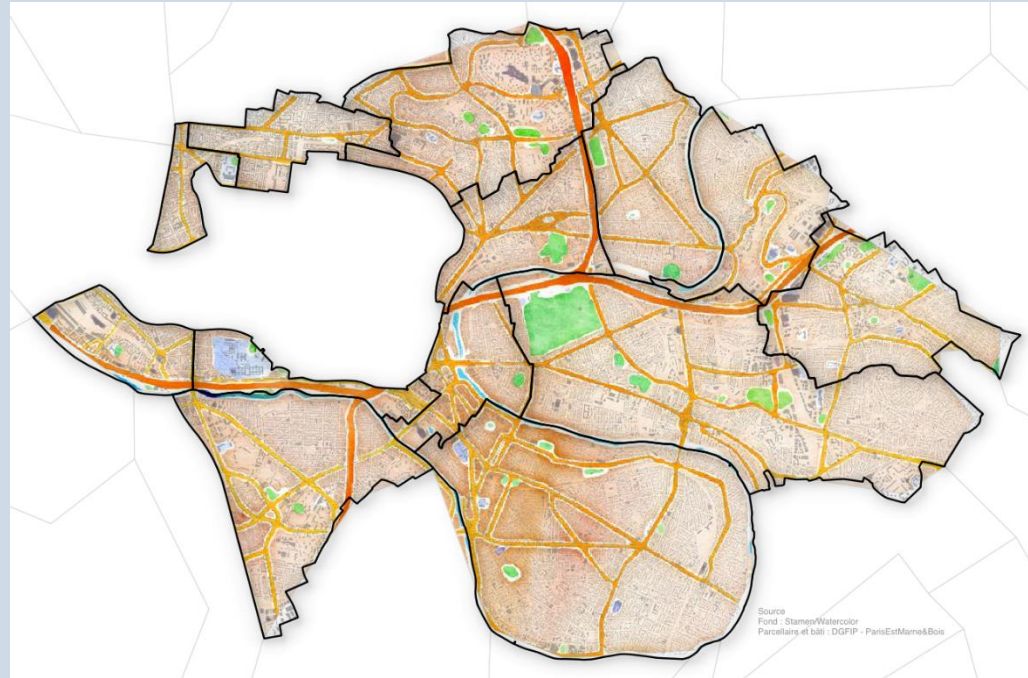 Source
Fond : Stamen/Watercolor
Parcellaire et bâti : DGFIP - ParisEstMarne&Bois